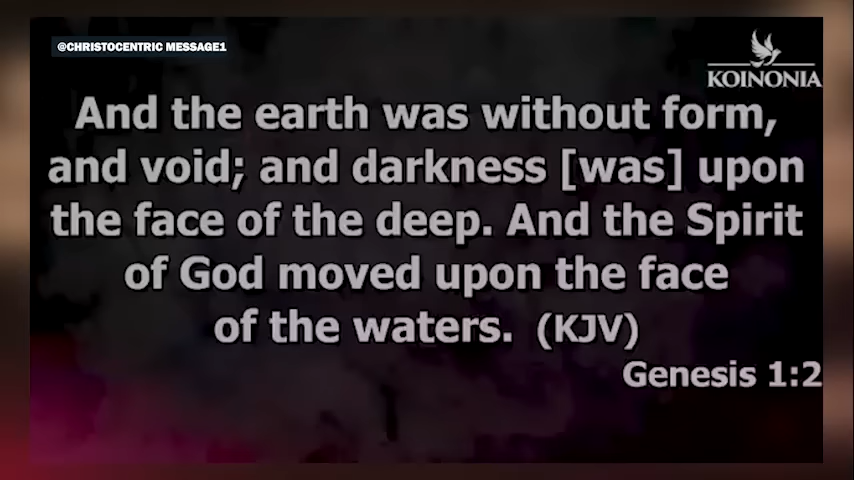 @CHRISTOCENTRIC MESSAGE1
KOINONIA
And the earth was without form,
and void; and darkness [was] upon
the face of the deep. And the Spirit
of God moved upon the face
of the waters. (KJV)
Genesis 1:2